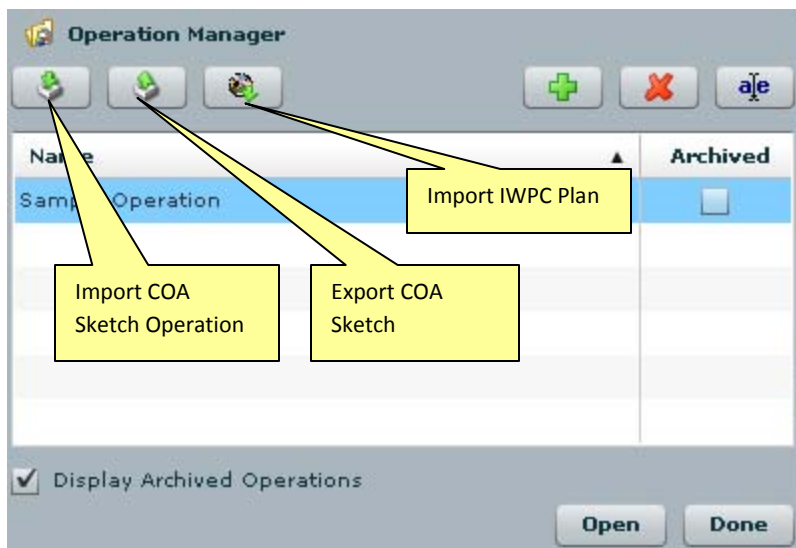 Operation Manager
aIe
Name
Archived
Sample Operation
Import IWPC Plan
Import COA
Sketch Operation
Export COA
Sketch
Display Archived Operations
Open
Done